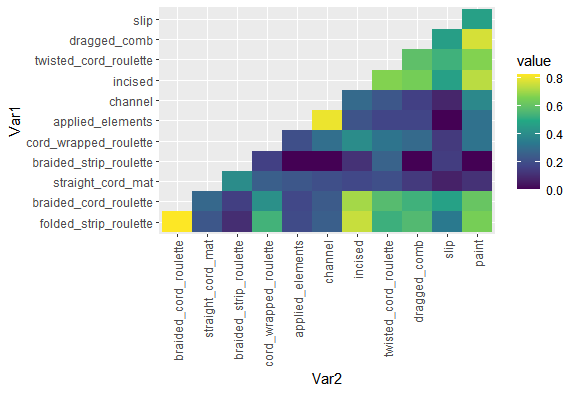 slip
dragged_comb
twisted_cord_roulette
incised
channel
applied_elements
cord_wrapped_roulette
braided_strip_roulette
straight_cord_mat
braided_cord_roulette
folded_strip_roulette
Var1
braided_cord_roulette
straight_cord_mat
braided_strip_roulette
cord_wrapped_roulette
applied_elements
channel
incised
twisted_cord_roulette
dragged_comb
slip
paint
Var2
value
0.8
0.6
0.4
0.2
0.0